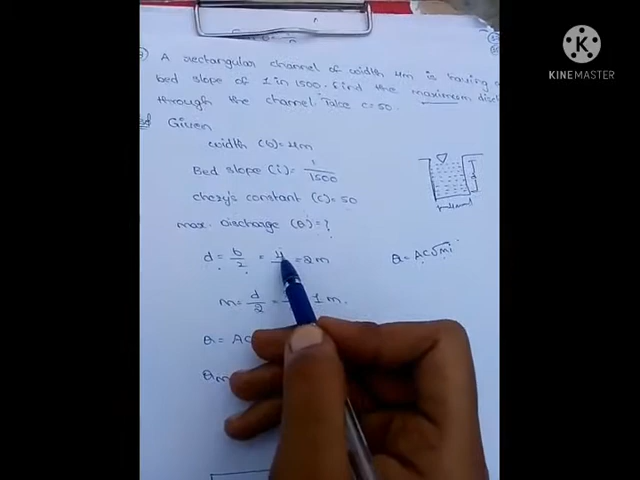 A rectangular channel of width 4m is having a
bed slope of 1 in 1500. Find the maximum disch
through the channel. Take C=50.
Given
width (b)=4m
Bed slope (i) = 1/1500
chezy's constant (C) = 50
max. Discharge (Q) = ?
d = b/2 = 4/ = 2m
Q = AC√mi
m = d/2 = 1m.
Q = AC
Qm
KINEMASTER